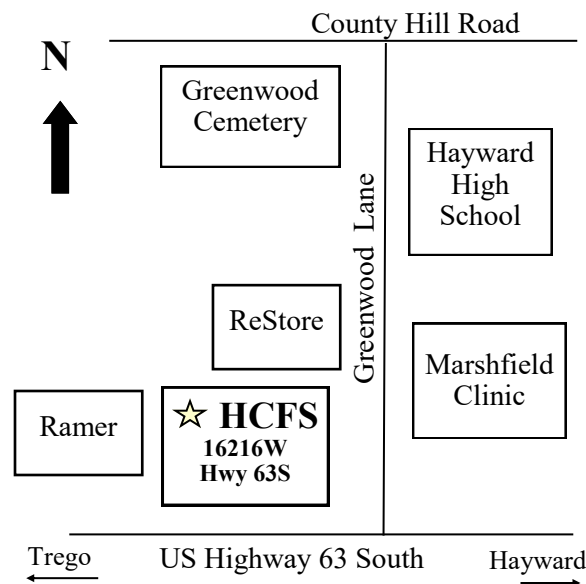 County Hill Road
N
Greenwood
Cemetery
Hayward
High
School
Greenwood Lane
ReStore
Marshfield
Clinic
Ramer
HCFS
16216W
Hwy 63S
Trego
US Highway 63 South
Hayward